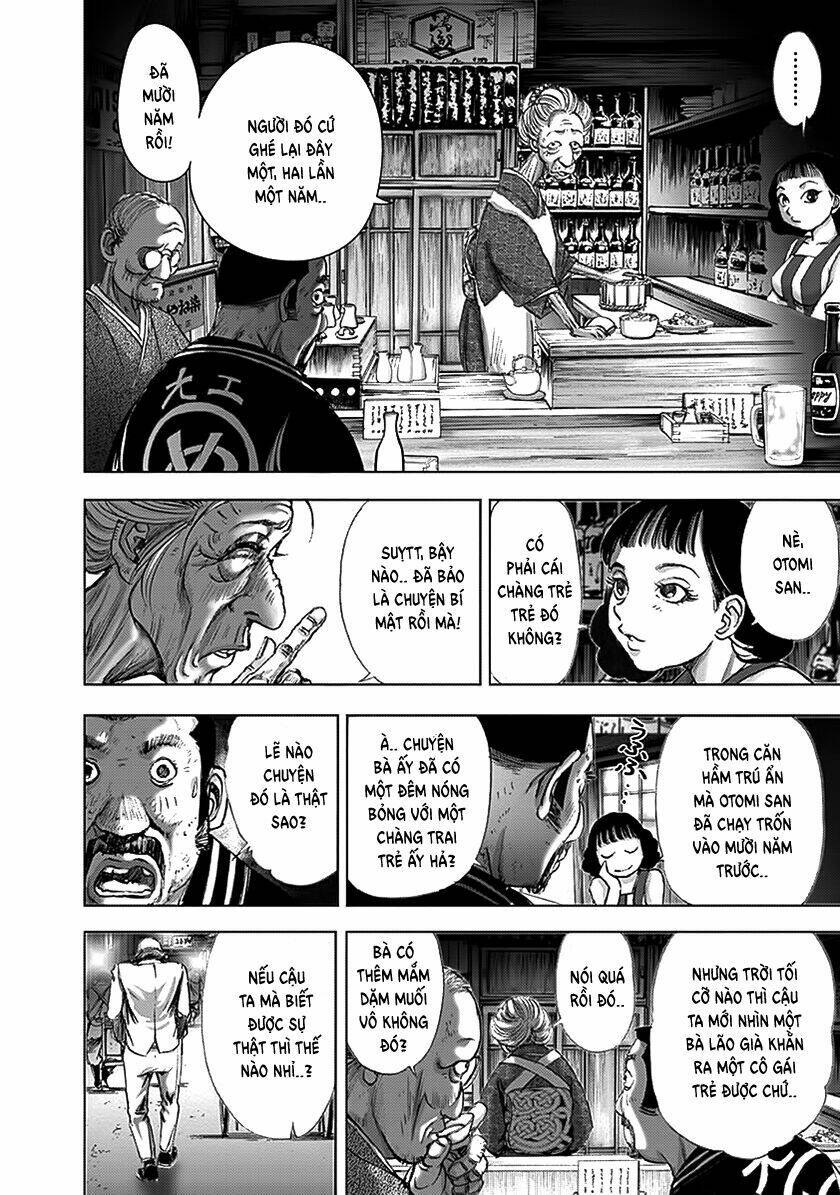 .......
NGƯỜI ĐÓ CỨ
GHÉ LẠI ĐÂY
MỘT, HAI LẦN
MỘT NĂM..
ĐÃ
MƯỜI
NĂM
RỒI!
大工
め
NÈ,
OTOMI
SAN..
CÓ
PHẢI CÁI
CHÀNG TRẺ
TRẺ ĐÓ
KHÔNG?
SUYTT, BẬY
NÀO.. ĐÃ BẢO
LÀ CHUYỆN BÍ
MẬT RỒI MÀ!
TRONG CĂN
HẦM TRÚ ẨN
MÀ OTOMI SAN
ĐÃ CHẠY TRỐN
VÀO MƯỜI NĂM
TRƯỚC..
À.. CHUYỆN
BÀ ẤY ĐÃ CÓ
MỘT ĐÊM NÓNG
BỎNG VỚI MỘT
CHÀNG TRAI
TRẺ ẤY HẢ?
LẼ NÀO
CHUYỆN
ĐÓ LÀ THẬT
SAO?
NHƯNG TRỜI TỐI
CỠ NÀO THÌ CẬU
TA MỚI NHÌN MỘT
BÀ LÃO GIÀ KHẰN
RA MỘT CÔ GÁI
TRẺ ĐƯỢC CHỨ..
NÓI QUÁ
RỒI ĐÓ..
BÀ CÓ
THÊM MẮM
DẶM MUỐI
VÔ KHÔNG
ĐÓ?
NẾU CẬU
TA MÀ BIẾT
ĐƯỢC SỰ
THẬT THÌ THẾ
NÀO NHỈ..?